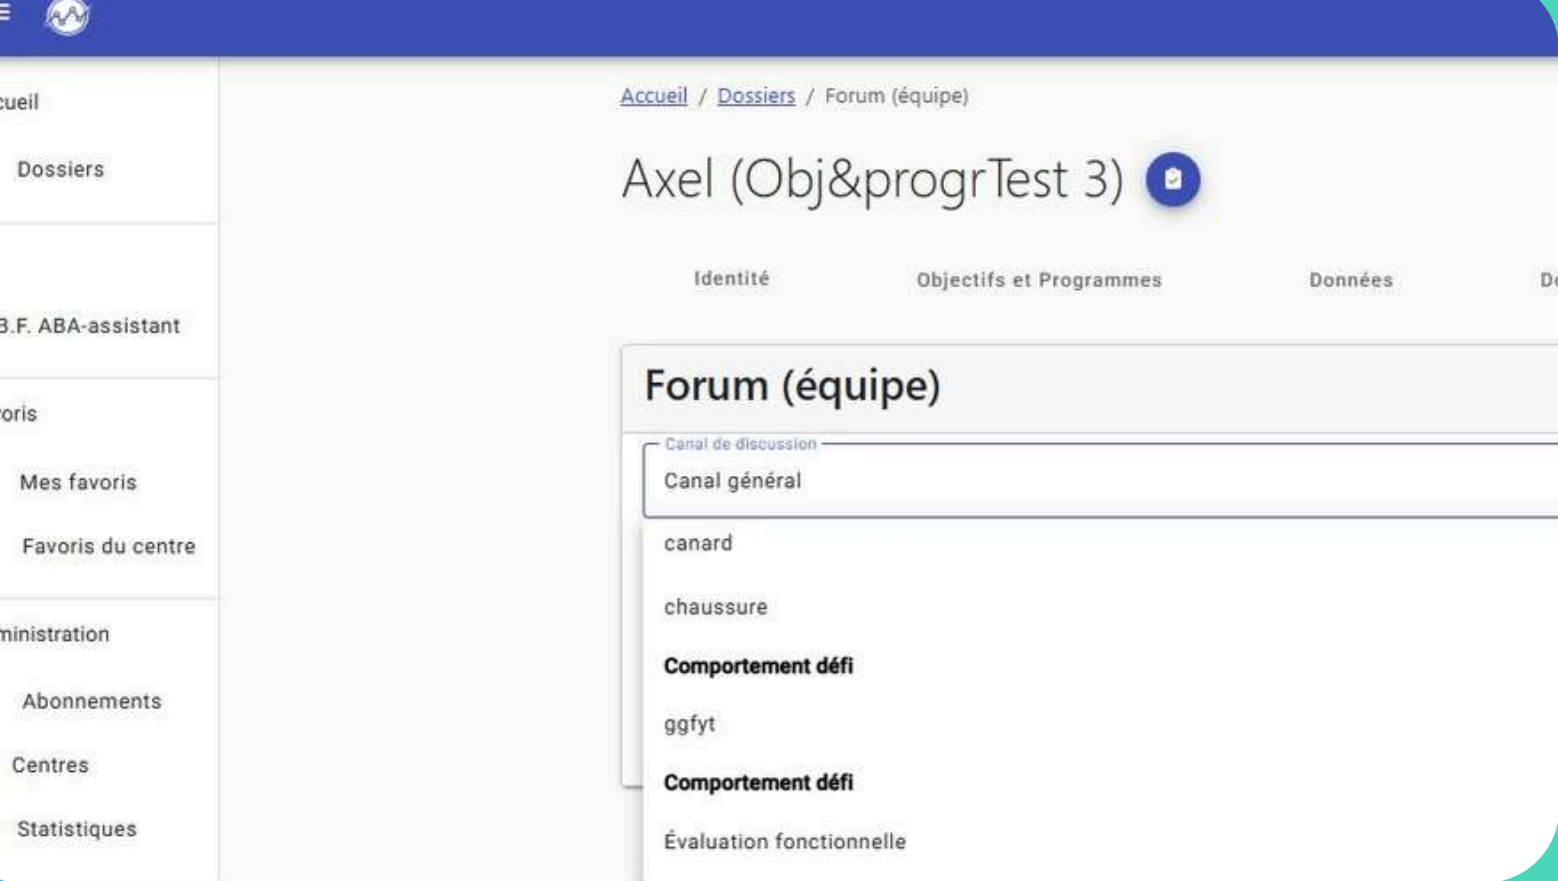 cueil
Dossiers
B.F. ABA-assistant
oris
Mes favoris
Favoris du centre
ministration
Abonnements
Centres
Statistiques
Accueil / Dossiers / Forum (équipe)
Axel (Obj&progrTest 3)
Identité Objectifs et Programmes Données De
Forum (équipe)
Canal de discussion
Canal général
canard
chaussure
Comportement défi
ggfyt
Comportement défi
Évaluation fonctionnelle